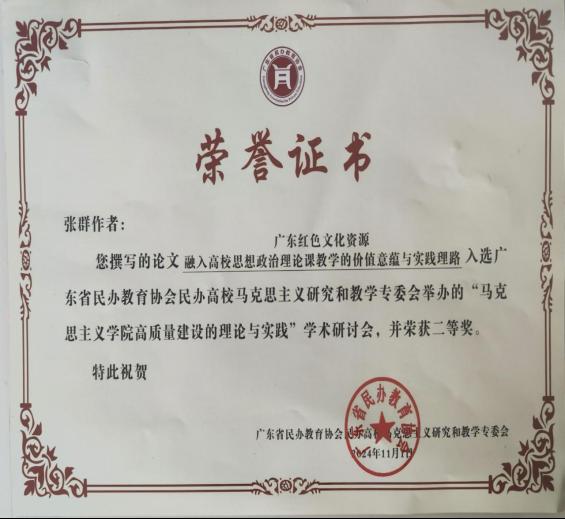 荣誉证书
张群作者：
广东红色文化资源
您撰写的论文 融入高校思想政治理论课教学的价值意蕴与实践理路 入选广
东省民办教育协会民办高校马克思主义研究和教学专委会举办的“马克
思主义学院高质量建设的理论与实践”学术研讨会，并荣获二等奖。
特此祝贺
广东省民办教育协会民办高校马克思主义研究和教学专委会
2024年11月